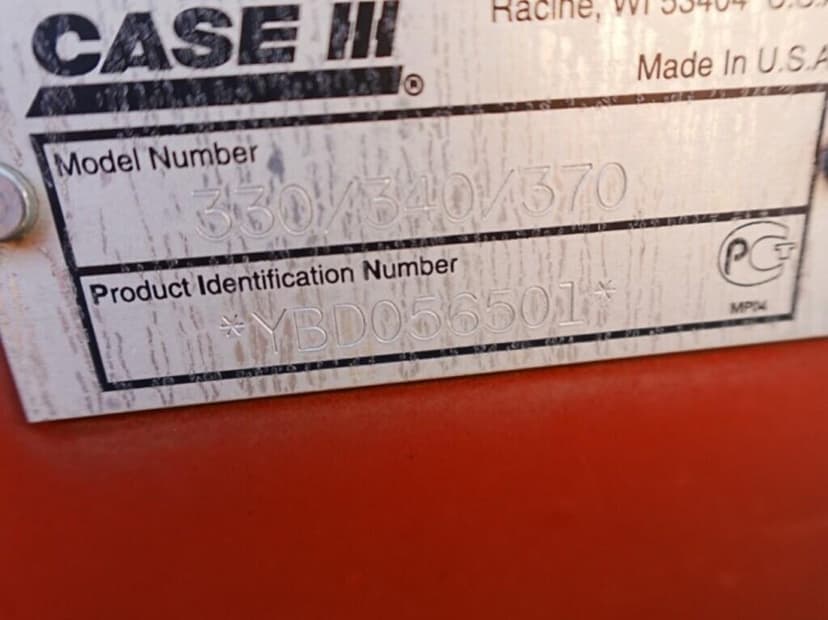 CASE III
®
Racine, WI 53404 U.S.A
Made In U.S.A
Model Number
330/340/370
Product Identification Number
*YBD056501*
PCT
MP04